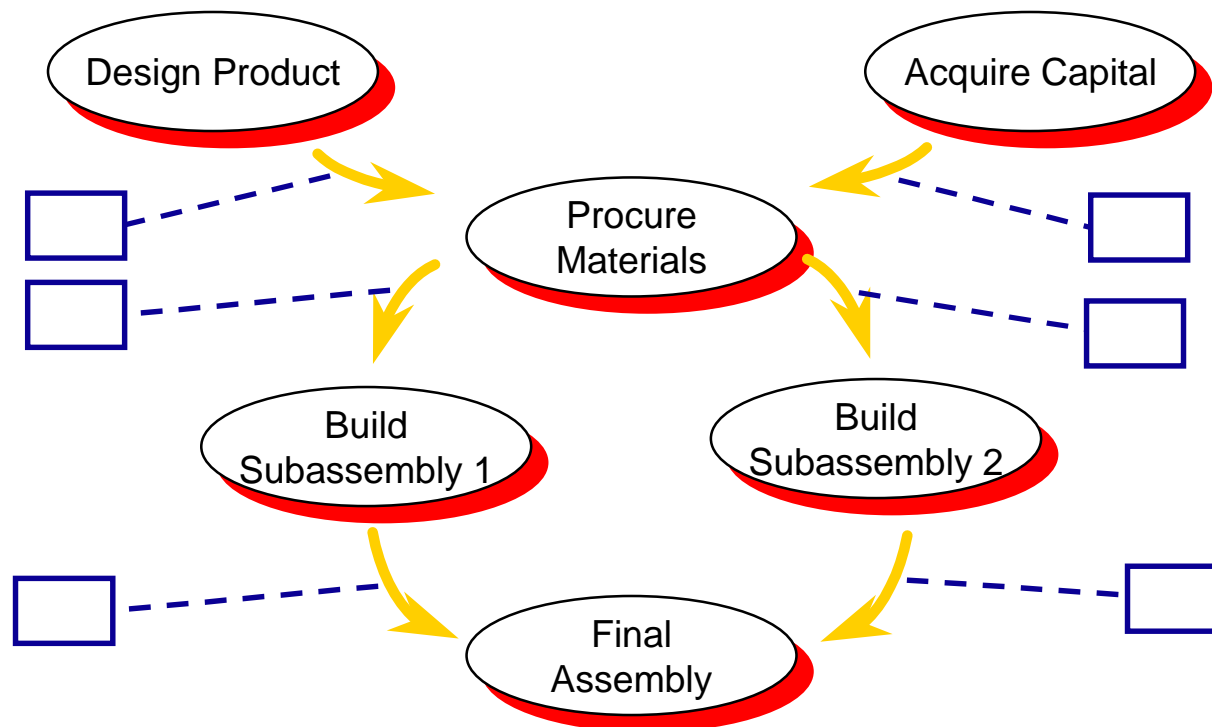 Design Product
Acquire Capital
Procure
Materials
Build
Subassembly 1
Build
Subassembly 2
Final
Assembly